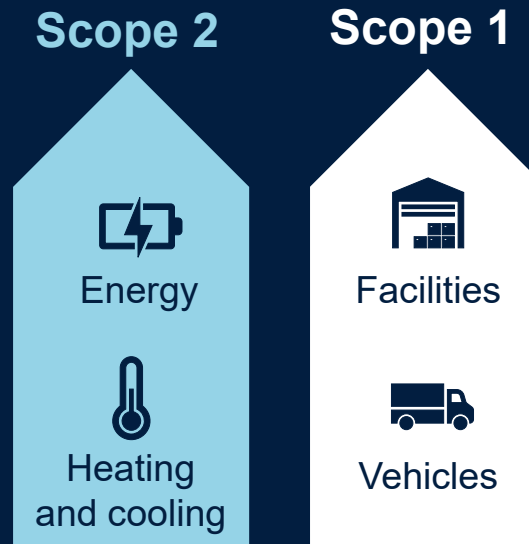 Scope 2
Energy
Heating
and cooling
Scope 1
Facilities
Vehicles